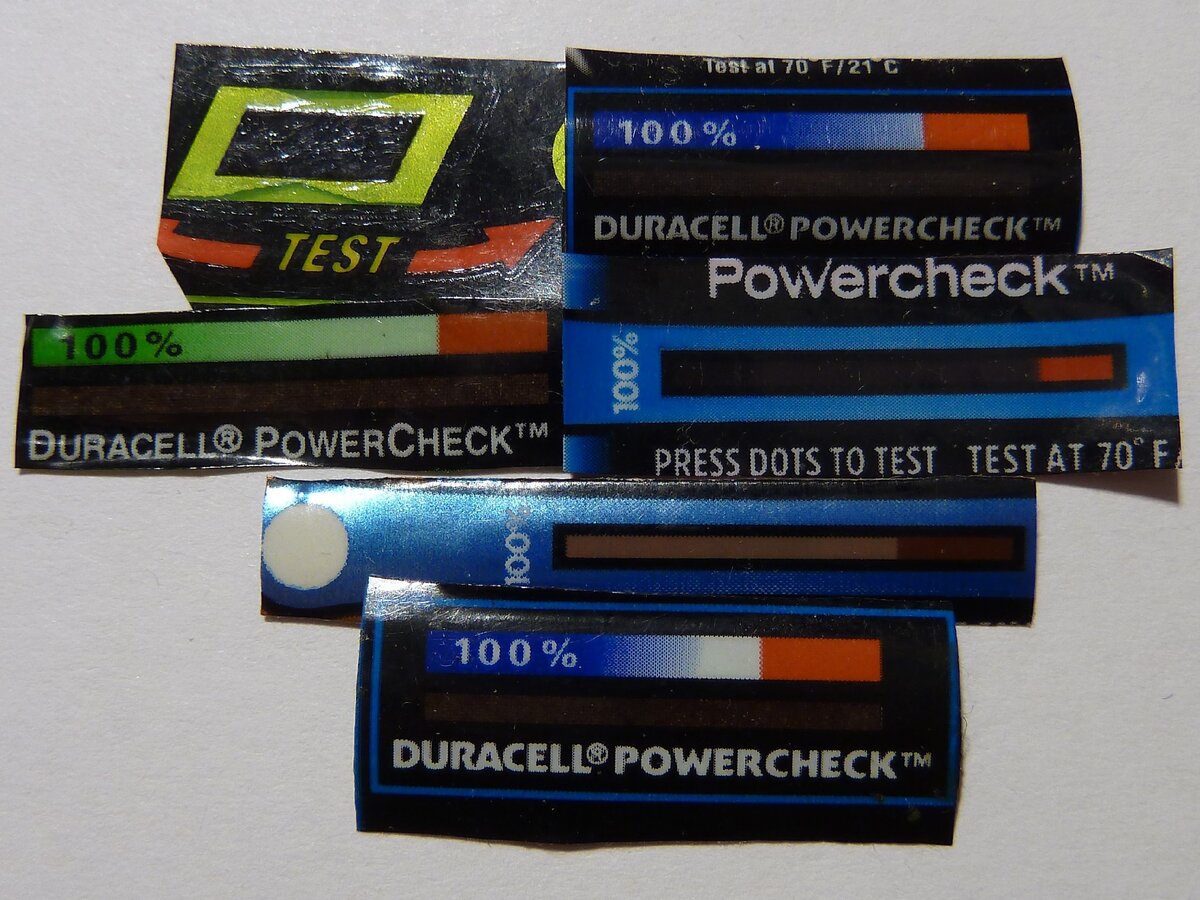 TEST
Test at 70°F/21°C
100%
DURACELL® POWERCHECK™
100%
DURACELL® POWERCHECK™
Powercheck™
100%
PRESS DOTS TO TEST TEST AT 70° F
100%
100%
DURACELL® POWERCHECK™